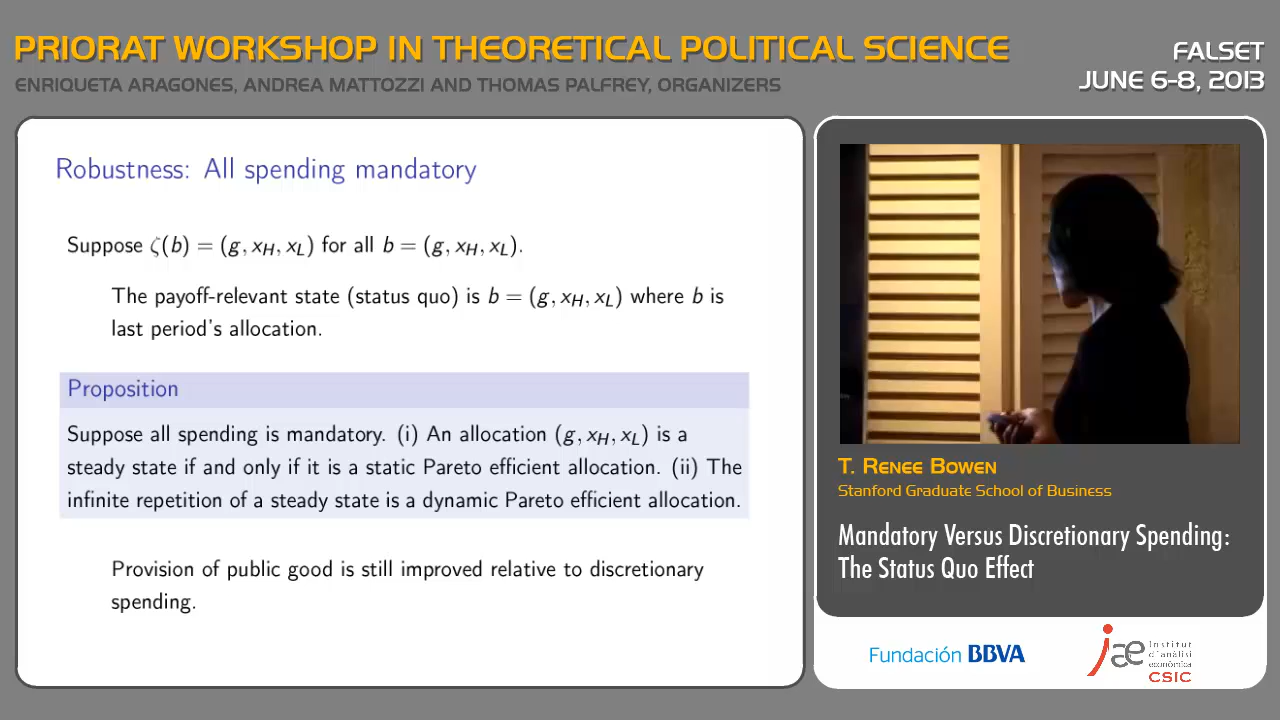 PRIORAT WORKSHOP IN THEORETICAL POLITICAL SCIENCE
ENRIQUETA ARAGONES, ANDREA MATTOZZI AND THOMAS PALFREY, ORGANIZERS
FALSET
JUNE 6-8, 2013
Robustness: All spending mandatory
Suppose ζ(b) = (g, x_H, x_L) for all b = (g, x_H, x_L).
The payoff-relevant state (status quo) is b = (g, x_H, x_L) where b is
last period's allocation.
Proposition
Suppose all spending is mandatory. (i) An allocation (g, x_H, x_L) is a
steady state if and only if it is a static Pareto efficient allocation. (ii) The
infinite repetition of a steady state is a dynamic Pareto efficient allocation.
Provision of public good is still improved relative to discretionary
spending.
T. RENEE BOWEN
Stanford Graduate School of Business
Mandatory Versus Discretionary Spending:
The Status Quo Effect
Fundación BBVA
iae
Institut
d'anàlisi
econòmica
CSIC